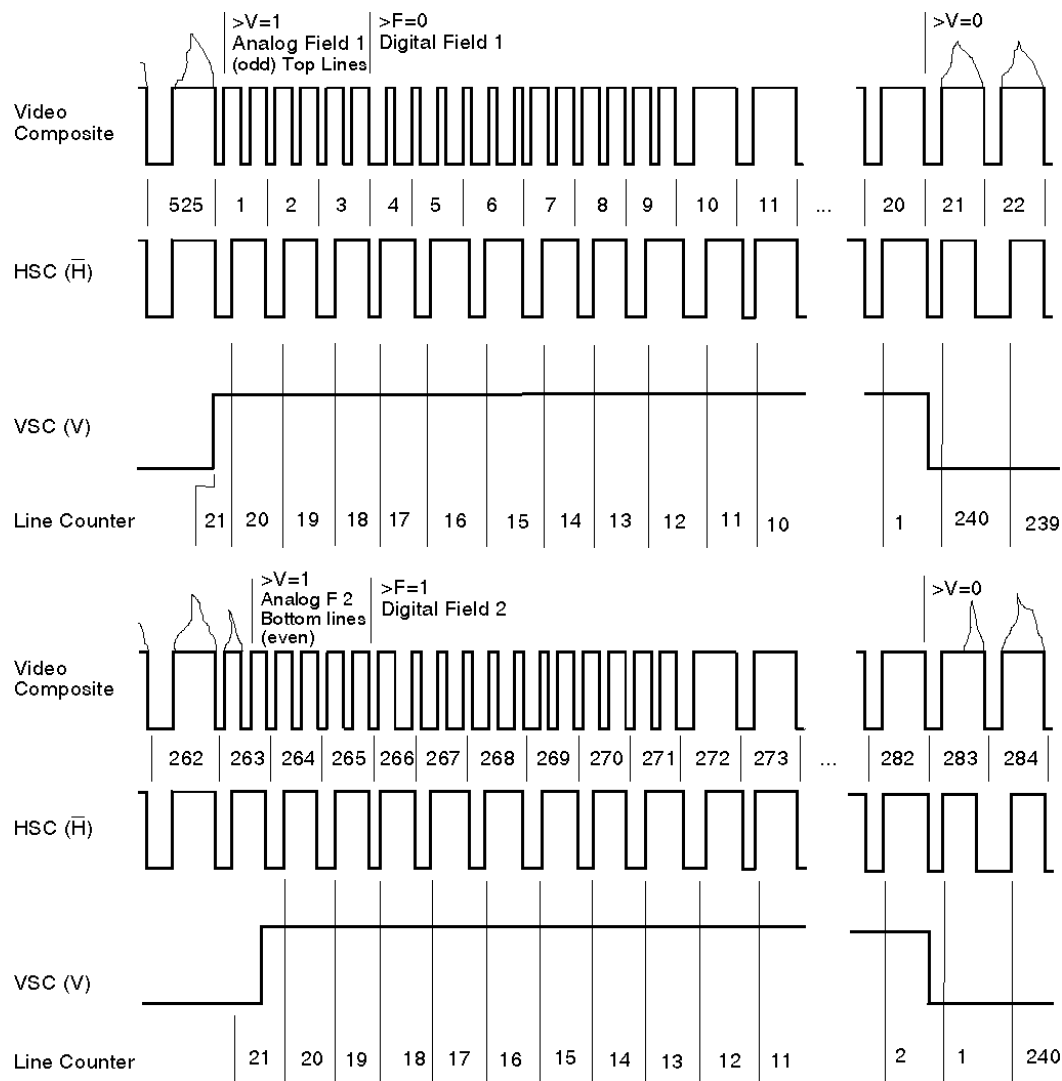 >V=1
Analog Field 1
(odd) Top Lines
>F=0
Digital Field 1
>V=0
Video
Composite
525 1 2 3 4 5 6 7 8 9 10 11 ... 20 21 22
HSC (H̅)
VSC (V)
Line Counter 21 20 19 18 17 16 15 14 13 12 11 10 1 240 239
>V=1
Analog F 2
Bottom lines
(even)
>F=1
Digital Field 2
>V=0
Video
Composite
262 263 264 265 266 267 268 269 270 271 272 273 ... 282 283 284
HSC (H̅)
VSC (V)
Line Counter 21 20 19 18 17 16 15 14 13 12 11 2 1 240